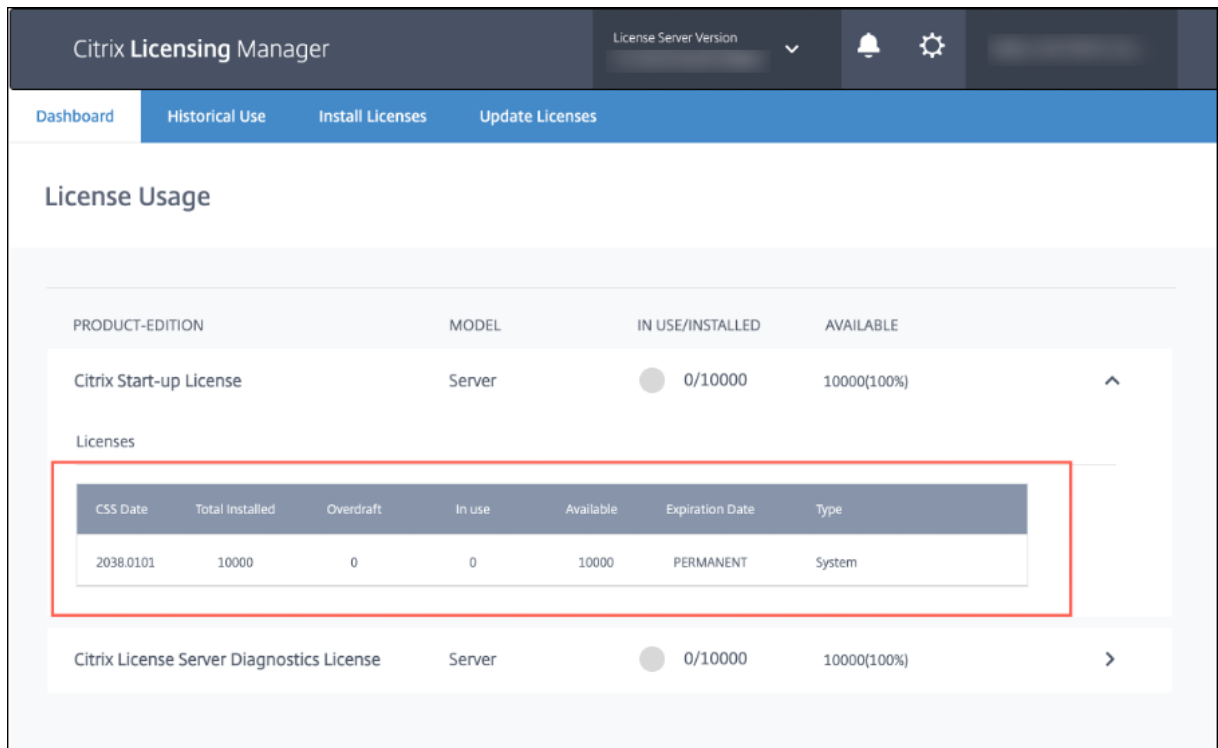 Citrix Licensing Manager
License Server Version
Dashboard Historical Use Install Licenses Update Licenses
License Usage
PRODUCT-EDITION MODEL IN USE/INSTALLED AVAILABLE
Citrix Start-up License Server 0/10000 10000(100%)
Licenses
CSS Date Total Installed Overdraft In use Available Expiration Date Type
2038.0101 10000 0 0 10000 PERMANENT System
Citrix License Server Diagnostics License Server 0/10000 10000(100%)